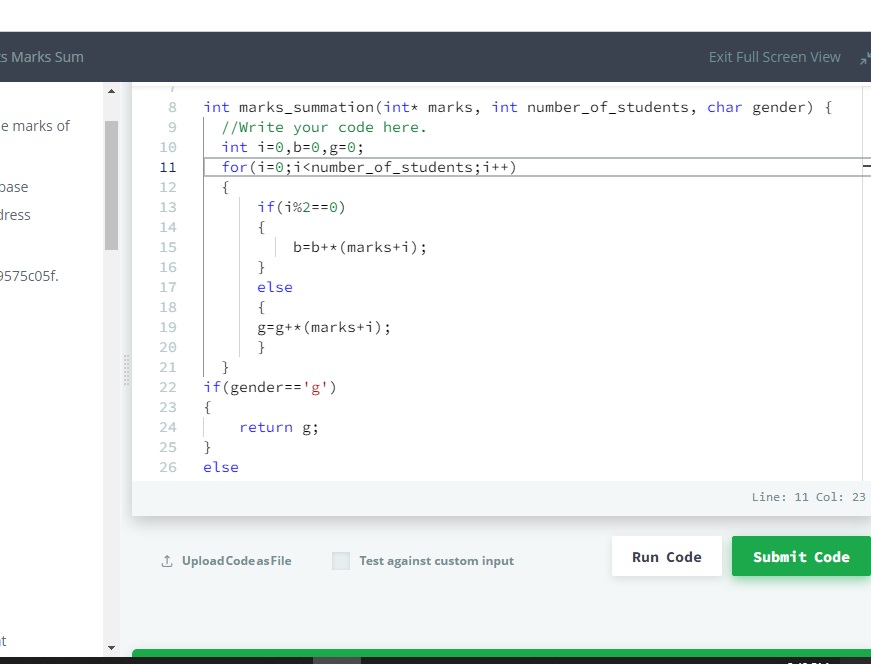 s Marks Sum
Exit Full Screen View
e marks of
base
dress
9575c05f.
7
8 int marks_summation(int* marks, int number_of_students, char gender) {
9 //Write your code here.
10 int i=0,b=0,g=0;
11 for(i=0;i<number_of_students;i++)
12 {
13 if(i%2==0)
14 {
15 b=b+*(marks+i);
16 }
17 else
18 {
19 g=g+*(marks+i);
20 }
21 }
22 if(gender=='g')
23 {
24 return g;
25 }
26 else
Line: 11 Col: 23
Upload Code as File
Test against custom input
Run Code
Submit Code
t